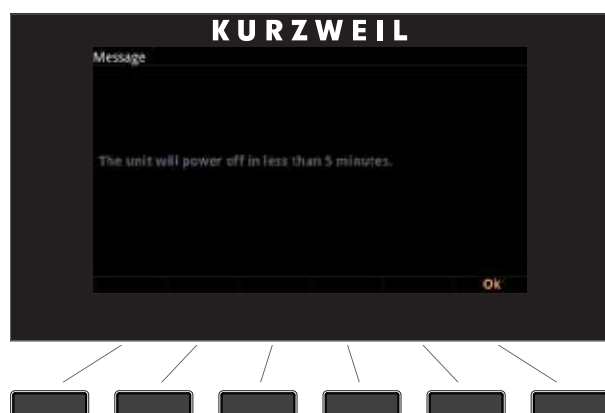 KURZWEIL
Message
The unit will power off in less than 5 minutes.
Ok